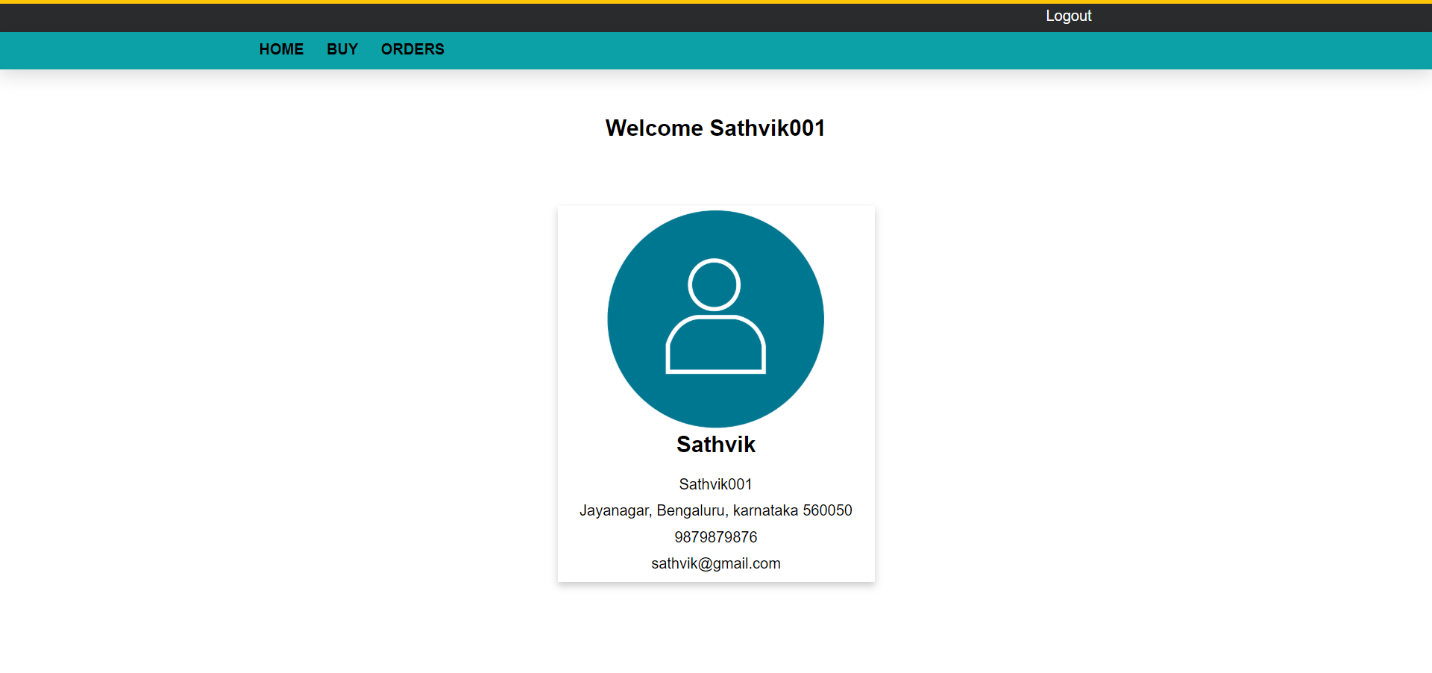 Logout
HOME BUY ORDERS
Welcome Sathvik001
Sathvik
Sathvik001
Jayanagar, Bengaluru, karnataka 560050
9879879876
sathvik@gmail.com